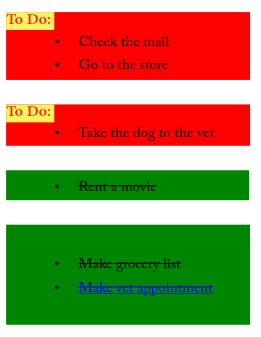 To Do:
• Check the mail
• Go to the store
To Do:
• Take the dog to the vet
• Rent a movie
• Make grocery list
• Make vet appointment